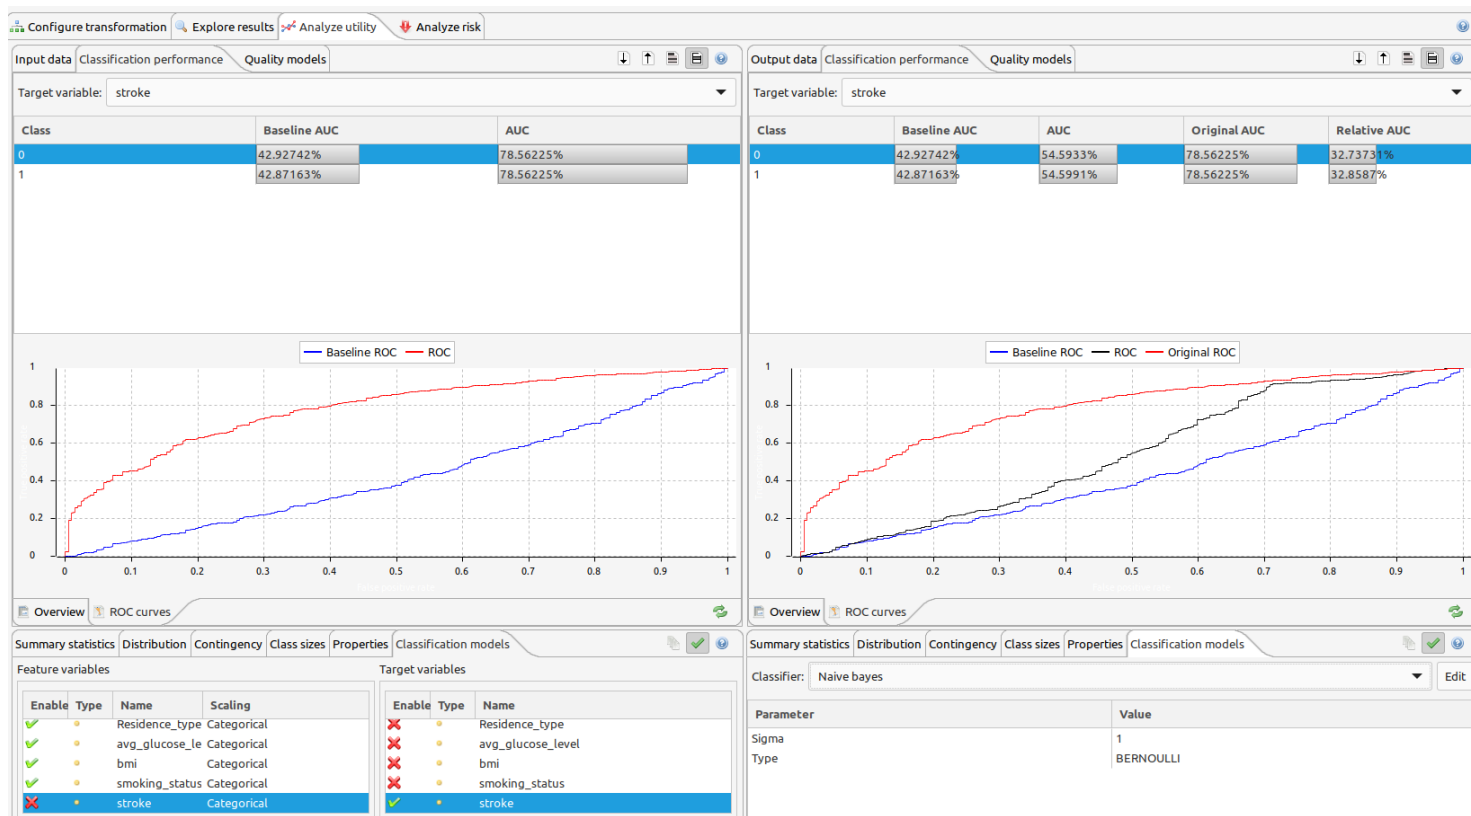 Configure transformation Explore results Analyze utility Analyze risk
Input data Classification performance Quality models
Target variable: stroke
Class Baseline AUC AUC
0 42.92742% 78.56225%
1 42.87163% 78.56225%
Baseline ROC ROC
1
0.8
0.6
0.4
0.2
0
0 0.1 0.2 0.3 0.4 0.5 0.6 0.7 0.8 0.9 1
Overview ROC curves
Output data Classification performance Quality models
Target variable: stroke
Class Baseline AUC AUC Original AUC Relative AUC
0 42.92742% 54.5933% 78.56225% 32.73731%
1 42.87163% 54.5991% 78.56225% 32.8587%
Baseline ROC ROC Original ROC
1
0.8
0.6
0.4
0.2
0
0 0.1 0.2 0.3 0.4 0.5 0.6 0.7 0.8 0.9 1
Overview ROC curves
Summary statistics Distribution Contingency Class sizes Properties Classification models
Feature variables
Enable Type Name Scaling
Residence_type Categorical
avg_glucose_le Categorical
bmi Categorical
smoking_status Categorical
stroke Categorical
Target variables
Enable Type Name
Residence_type
avg_glucose_level
bmi
smoking_status
stroke
Summary statistics Distribution Contingency Class sizes Properties Classification models
Classifier: Naive bayes Edit
Parameter Value
Sigma 1
Type BERNOULLI